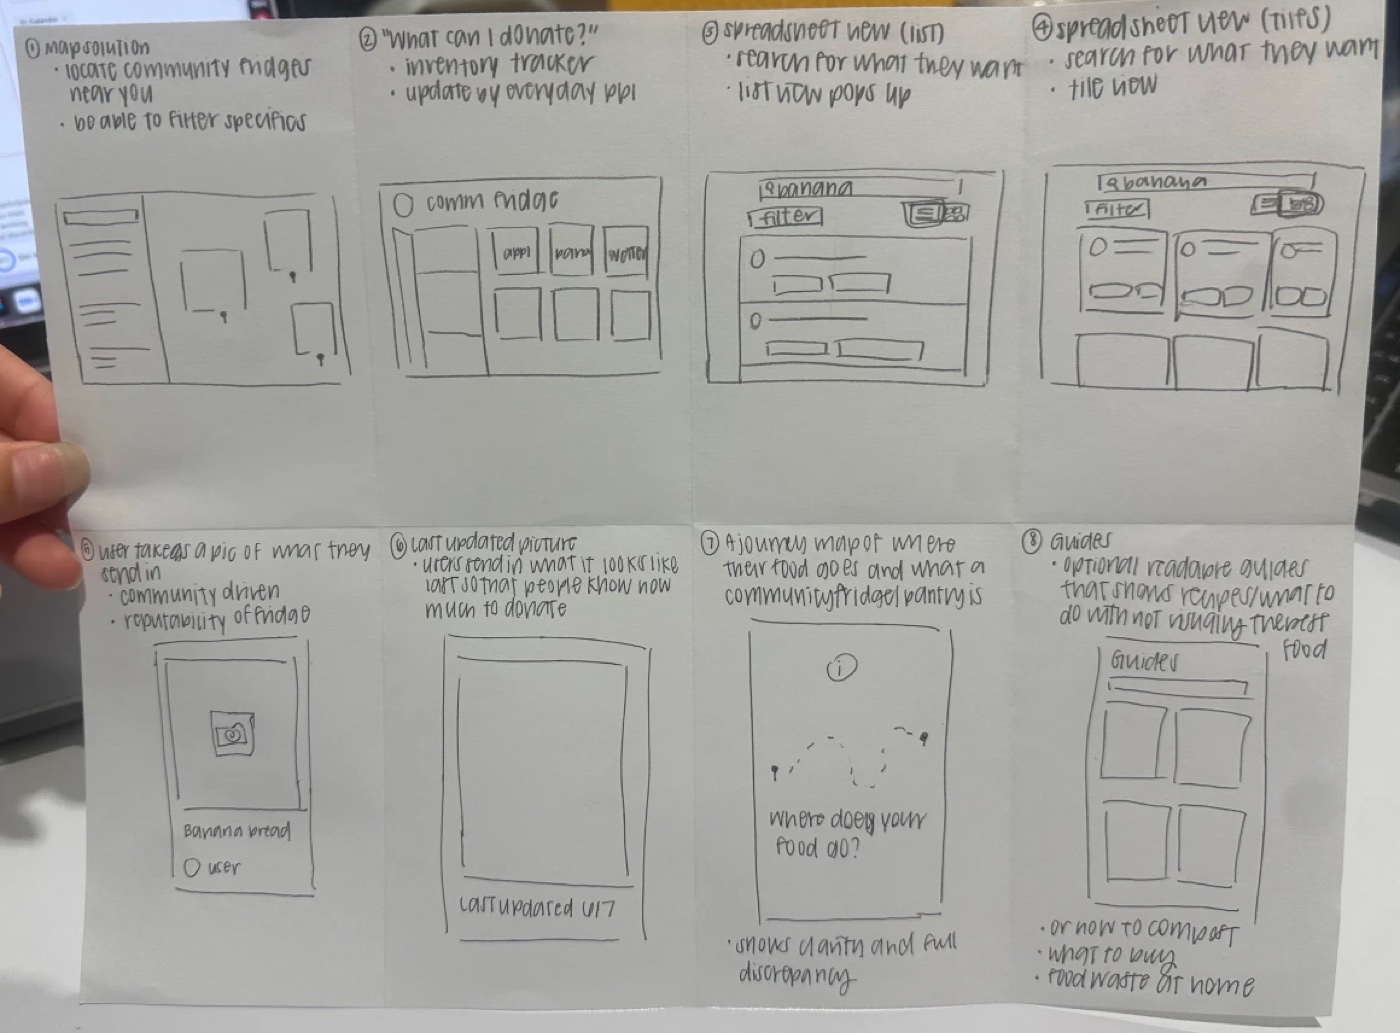 ① map solution
• locate community fridges
near you
• be able to filter specifics
② "What can I donate?"
• inventory tracker
• update by everyday ppl
comm fridge
appl
bana
water
③ spreadsheet view (list)
• search for what they want
• list view pops up
banana
filter
④ spreadsheet view (tiles)
• search for what they want
• tile view
banana
filter
⑤ user takes a pic of what they
send in
• community driven
• reputability of fridge
Banana bread
user
⑥ last updated picture
• users send in what it looks like
last so that people know how
much to donate
Last updated 6/7
⑦ A journey map of where
their food goes and what a
community fridge/pantry is
i
where does your
food go?
• shows clarity and full
discrepancy
⑧ Guides
• optional readable guides
that shows recipes/what to
do with not the best
food
Guides
• or how to compost
• what to buy
• food waste at home